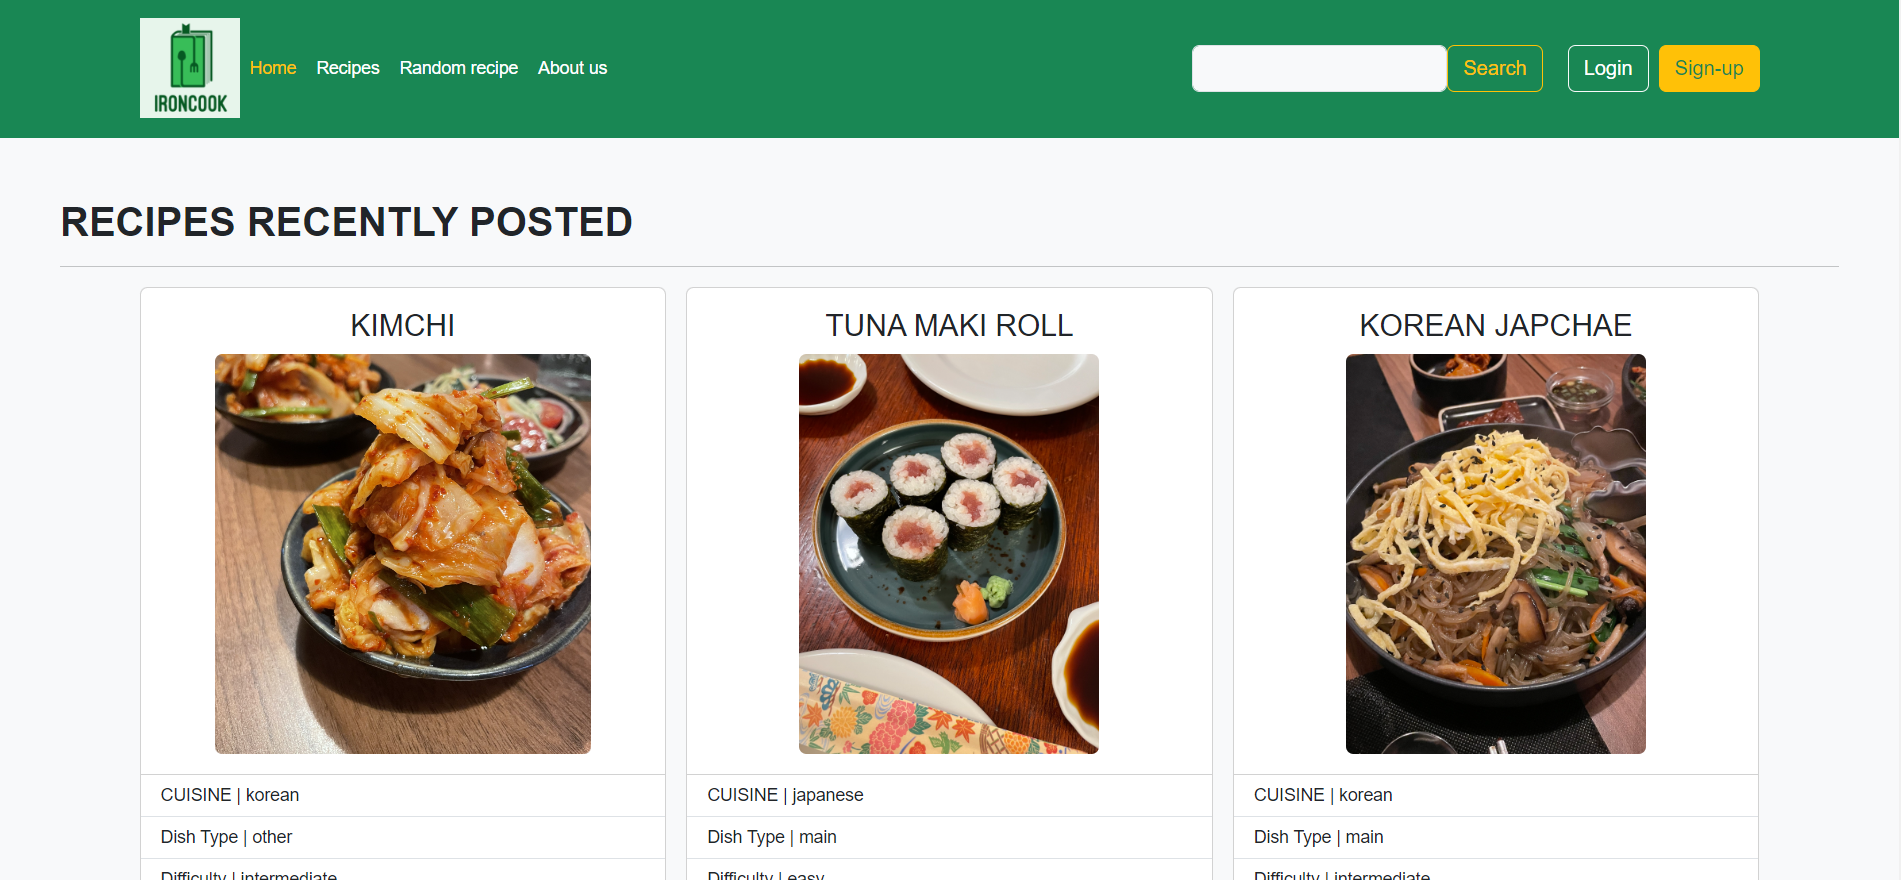 IRONCOOK
Home Recipes Random recipe About us Search Login Sign-up
RECIPES RECENTLY POSTED
KIMCHI
CUISINE | korean
Dish Type | other
Difficulty | intermediate
TUNA MAKI ROLL
CUISINE | japanese
Dish Type | main
Difficulty | easy
KOREAN JAPCHAE
CUISINE | korean
Dish Type | main
Difficulty | intermediate